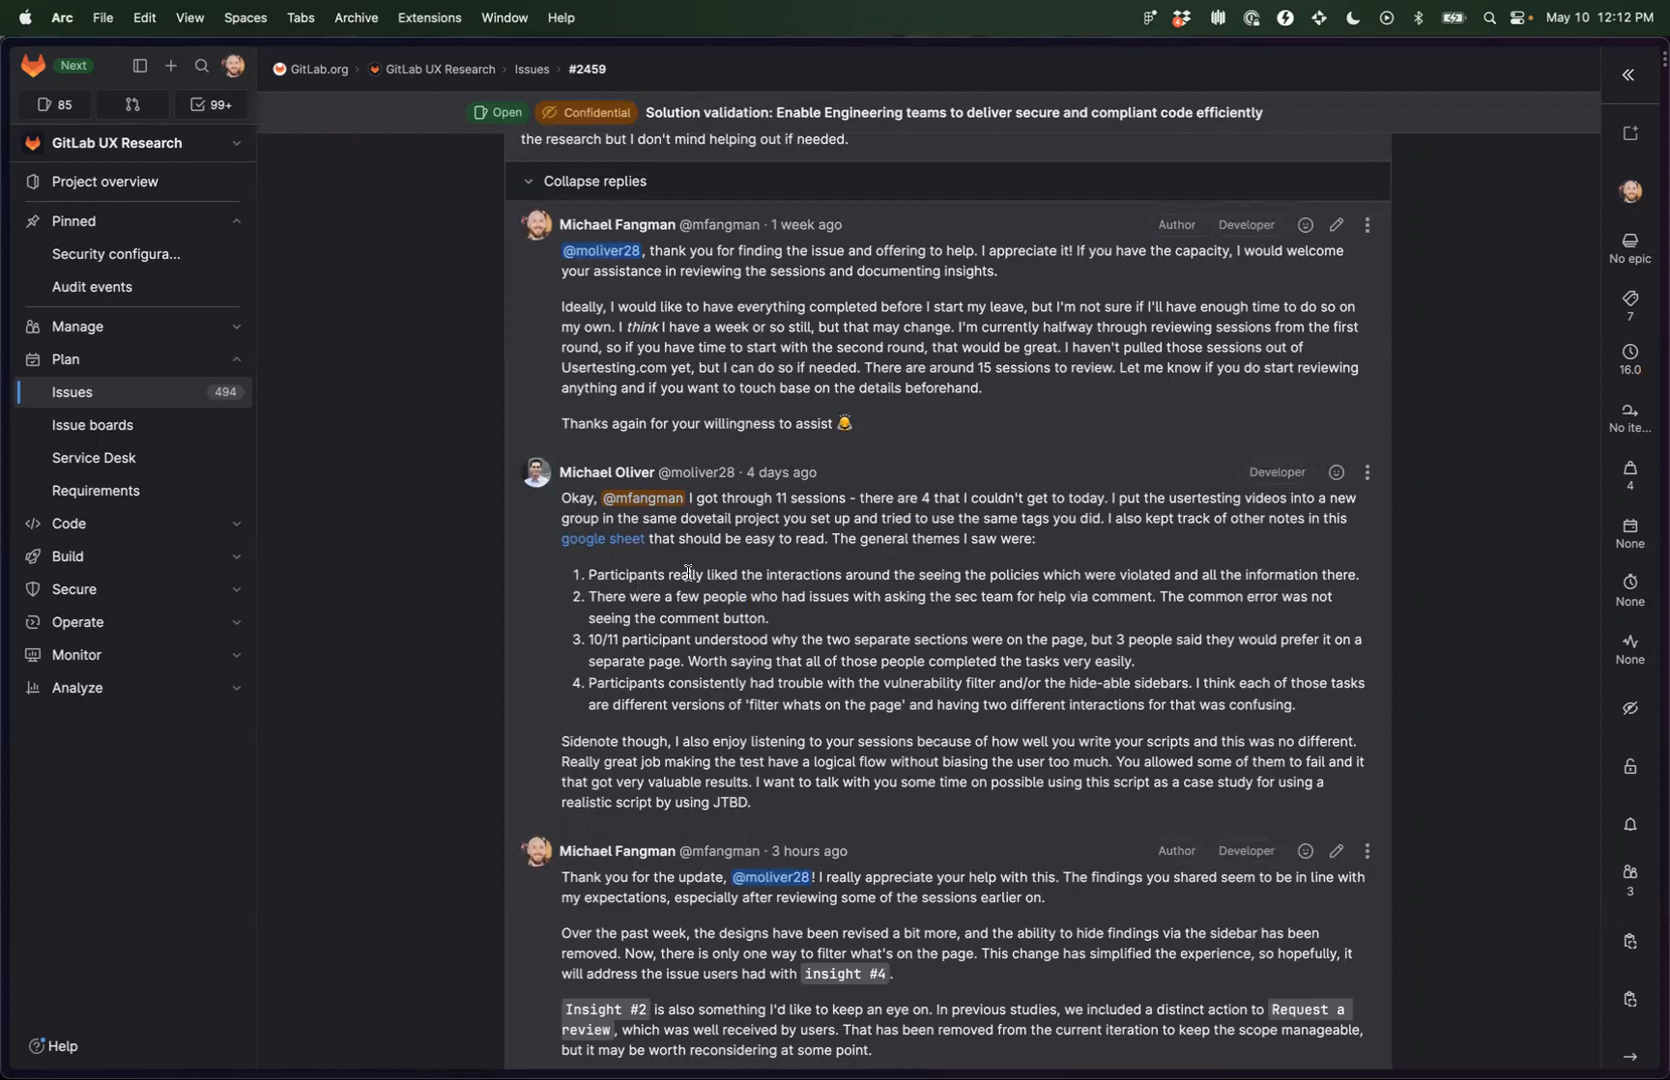 Arc File Edit View Spaces Tabs Archive Extensions Window Help
4
May 10 12:12 PM
Next
GitLab.org › GitLab UX Research › Issues › #2459
85
99+
Open Confidential Solution validation: Enable Engineering teams to deliver secure and compliant code efficiently
GitLab UX Research
Project overview
Pinned
Security configura...
Audit events
Manage
Plan
Issues 494
Issue boards
Service Desk
Requirements
Code
Build
Secure
Operate
Monitor
Analyze
Help
the research but I don't mind helping out if needed.
Collapse replies
Michael Fangman @mfangman · 1 week ago Author Developer
@moliver28, thank you for finding the issue and offering to help. I appreciate it! If you have the capacity, I would welcome
your assistance in reviewing the sessions and documenting insights.
Ideally, I would like to have everything completed before I start my leave, but I'm not sure if I'll have enough time to do so on
my own. I think I have a week or so still, but that may change. I'm currently halfway through reviewing sessions from the first
round, so if you have time to start with the second round, that would be great. I haven't pulled those sessions out of
Usertesting.com yet, but I can do so if needed. There are around 15 sessions to review. Let me know if you do start reviewing
anything and if you want to touch base on the details beforehand.
Thanks again for your willingness to assist
Michael Oliver @moliver28 · 4 days ago Developer
Okay, @mfangman I got through 11 sessions - there are 4 that I couldn't get to today. I put the usertesting videos into a new
group in the same dovetail project you set up and tried to use the same tags you did. I also kept track of other notes in this
google sheet that should be easy to read. The general themes I saw were:
1. Participants really liked the interactions around the seeing the policies which were violated and all the information there.
2. There were a few people who had issues with asking the sec team for help via comment. The common error was not
seeing the comment button.
3. 10/11 participant understood why the two separate sections were on the page, but 3 people said they would prefer it on a
separate page. Worth saying that all of those people completed the tasks very easily.
4. Participants consistently had trouble with the vulnerability filter and/or the hide-able sidebars. I think each of those tasks
are different versions of 'filter whats on the page' and having two different interactions for that was confusing.
Sidenote though, I also enjoy listening to your sessions because of how well you write your scripts and this was no different.
Really great job making the test have a logical flow without biasing the user too much. You allowed some of them to fail and it
that got very valuable results. I want to talk with you some time on possible using this script as a case study for using a
realistic script by using JTBD.
Michael Fangman @mfangman · 3 hours ago Author Developer
Thank you for the update, @moliver28! I really appreciate your help with this. The findings you shared seem to be in line with
my expectations, especially after reviewing some of the sessions earlier on.
Over the past week, the designs have been revised a bit more, and the ability to hide findings via the sidebar has been
removed. Now, there is only one way to filter what's on the page. This change has simplified the experience, so hopefully, it
will address the issue users had with insight #4.
Insight #2 is also something I'd like to keep an eye on. In previous studies, we included a distinct action to Request a
review, which was well received by users. That has been removed from the current iteration to keep the scope manageable,
but it may be worth reconsidering at some point.
No epic
7
16.0
No ite...
4
None
None
None
3